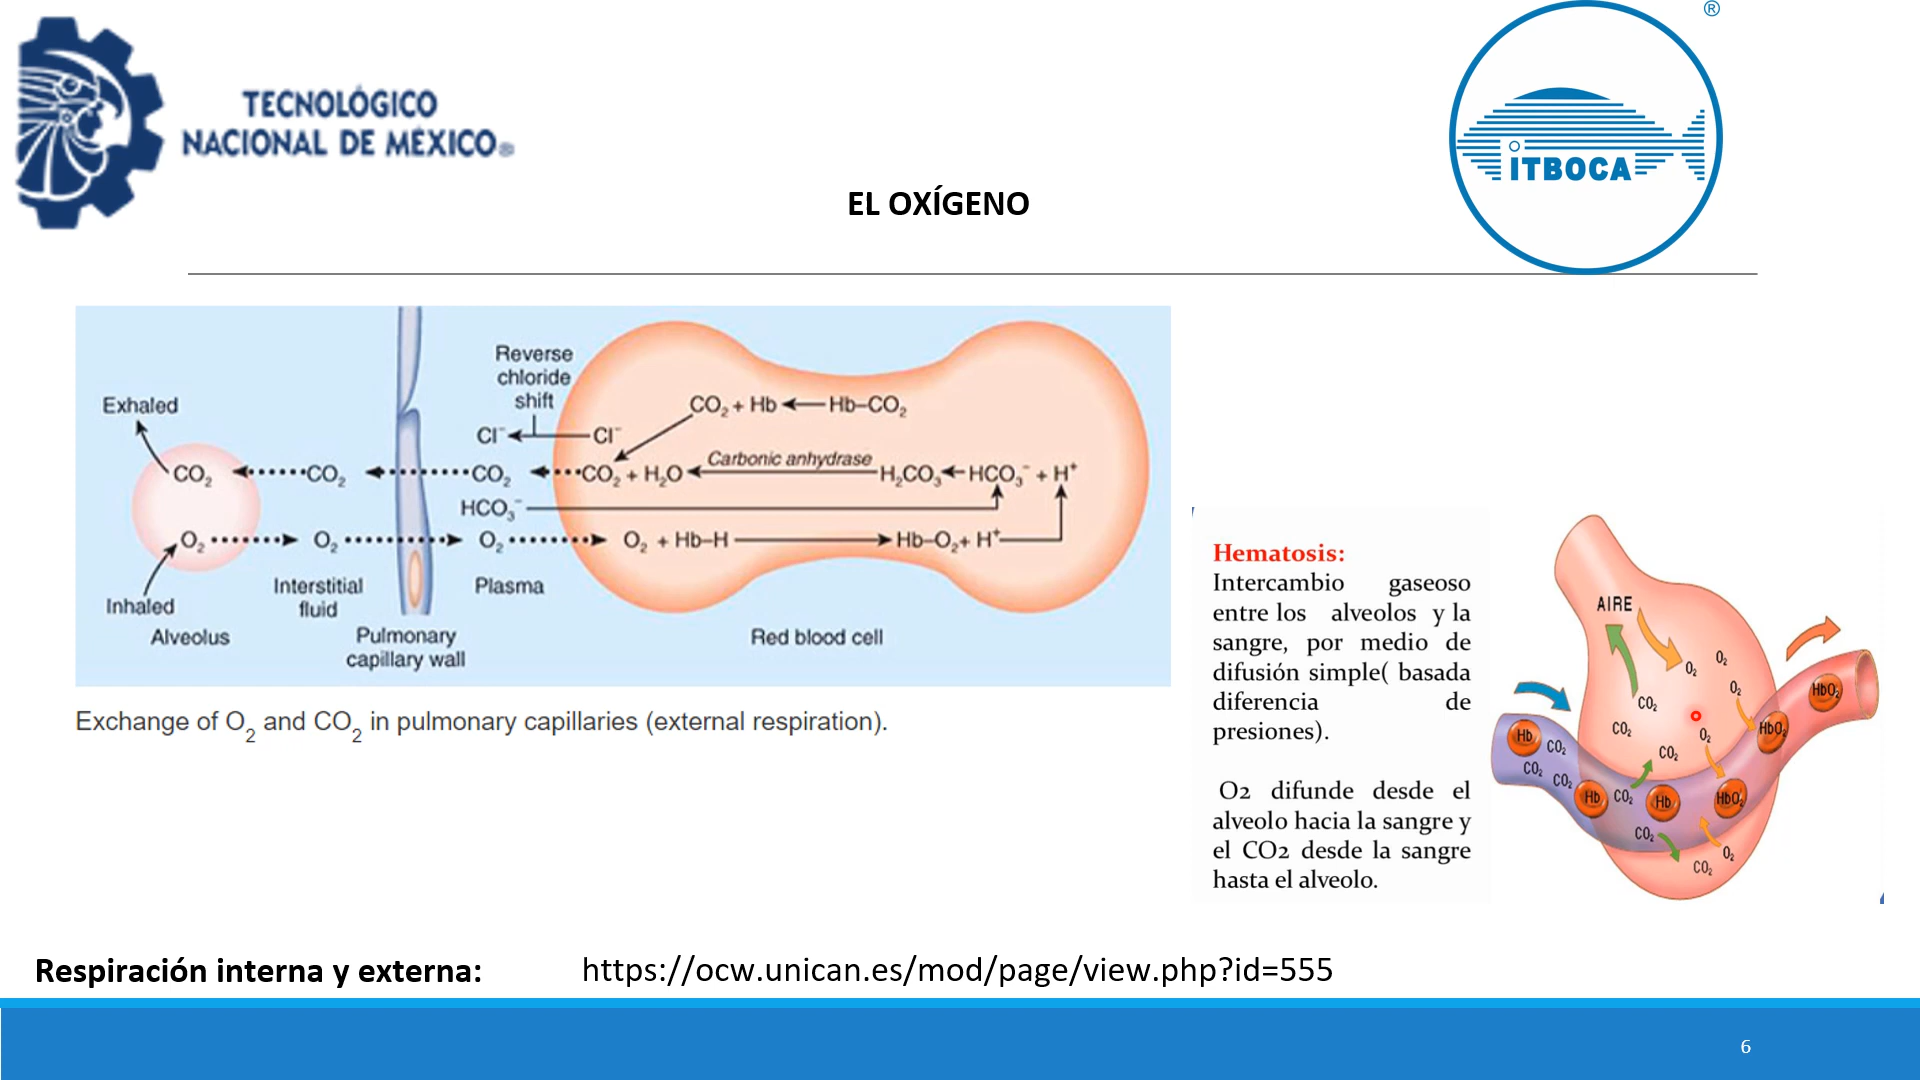 TECNOLÓGICO
NACIONAL DE MÉXICO®
®
ITBOCA
EL OXÍGENO
Reverse
chloride
shift
Exhaled
CO₂ + Hb Hb–CO₂
Cl⁻ Cl⁻
Carbonic anhydrase
CO₂ CO₂ CO₂ CO₂ + H₂O H₂CO₃ HCO₃⁻ + H⁺
HCO₃⁻
O₂ O₂ O₂ O₂ + Hb–H Hb–O₂+ H⁺
Interstitial
fluid
Plasma
Inhaled
Alveolus
Pulmonary
capillary wall
Red blood cell
Exchange of O₂ and CO₂ in pulmonary capillaries (external respiration).
Hematosis:
Intercambio gaseoso
entre los alveolos y la
sangre, por medio de
difusión simple( basada
diferencia de
presiones).
O2 difunde desde el
alveolo hacia la sangre y
el CO2 desde la sangre
hasta el alveolo.
AIRE
O₂ O₂
O₂
CO₂
CO₂ O₂
CO₂
HbO₂
HbO₂
Hb CO₂
CO₂ CO₂
Hb CO₂ Hb HbO₂
CO₂
O₂
CO₂
Respiración interna y externa: https://ocw.unican.es/mod/page/view.php?id=555
6